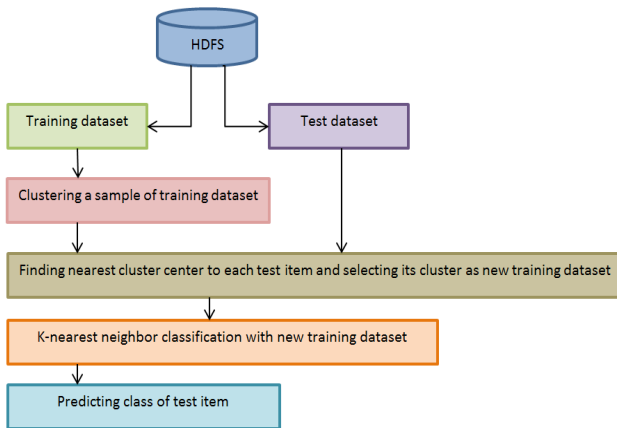 HDFS
Training dataset
Test dataset
Clustering a sample of training dataset
Finding nearest cluster center to each test item and selecting its cluster as new training dataset
K-nearest neighbor classification with new training dataset
Predicting class of test item